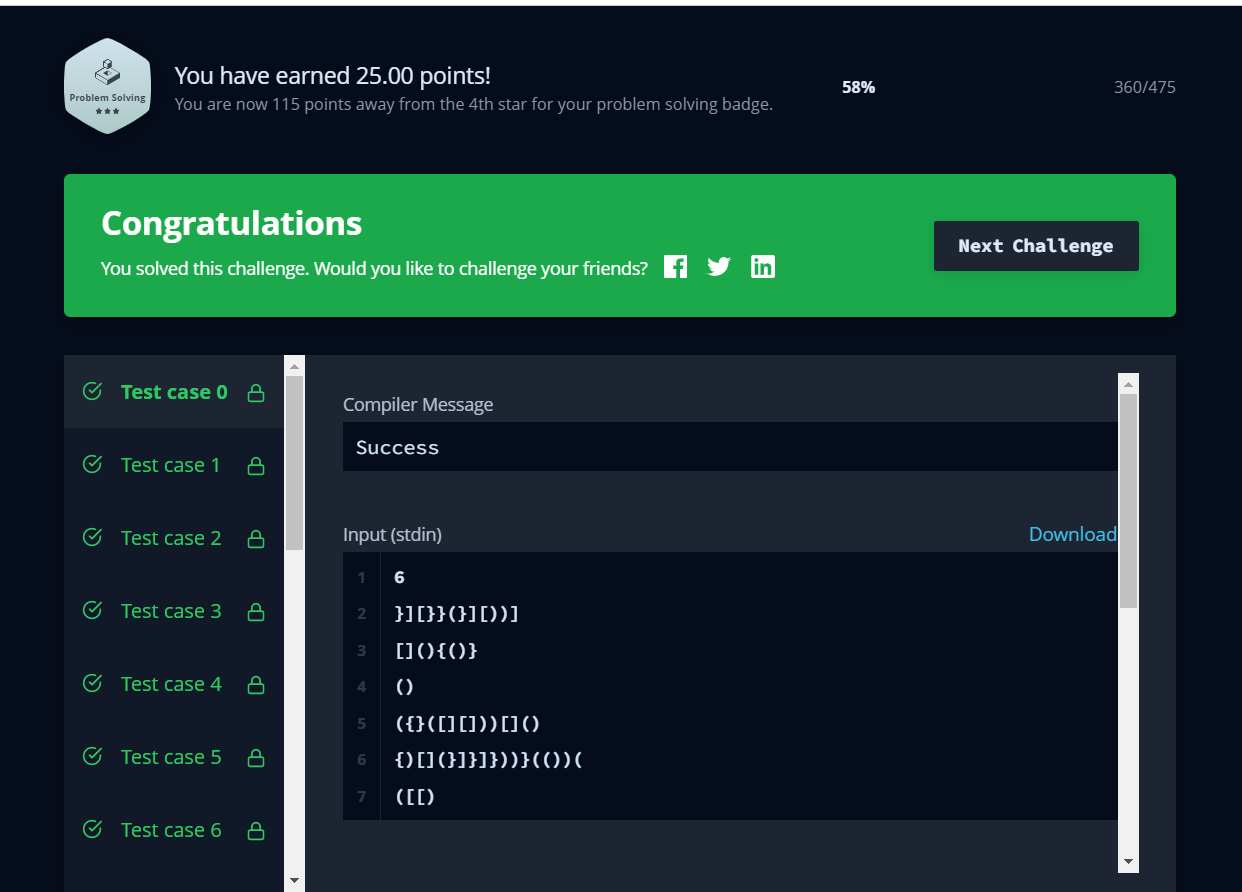 Problem Solving
You have earned 25.00 points!
You are now 115 points away from the 4th star for your problem solving badge.
58%
360/475
Congratulations
You solved this challenge. Would you like to challenge your friends?
Next Challenge
Test case 0
Test case 1
Test case 2
Test case 3
Test case 4
Test case 5
Test case 6
Compiler Message
Success
Input (stdin)
Download
1 6
2 }][}}(}][))]
3 [](){()}
4 ()
5 ({}([][]))[]()
6 {)[](}]}]}))}(())(
7 ([[)